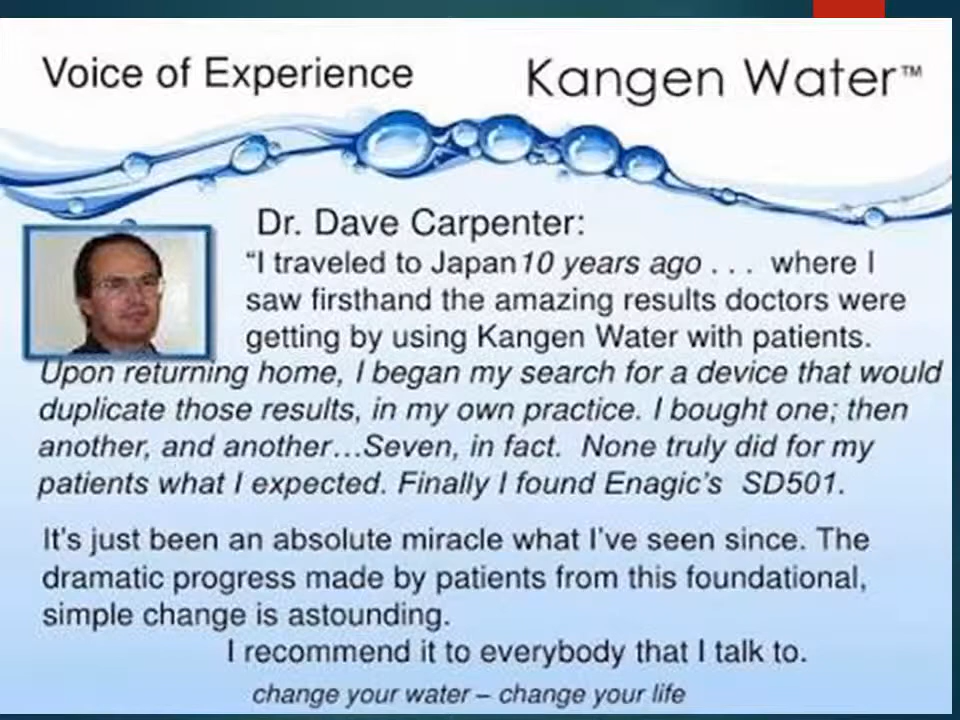 Voice of Experience
Kangen Water™
Dr. Dave Carpenter:
“I traveled to Japan 10 years ago . . . where I
saw firsthand the amazing results doctors were
getting by using Kangen Water with patients.
Upon returning home, I began my search for a device that would
duplicate those results, in my own practice. I bought one; then
another, and another…Seven, in fact. None truly did for my
patients what I expected. Finally I found Enagic’s SD501.
It’s just been an absolute miracle what I’ve seen since. The
dramatic progress made by patients from this foundational,
simple change is astounding.
I recommend it to everybody that I talk to.
change your water – change your life